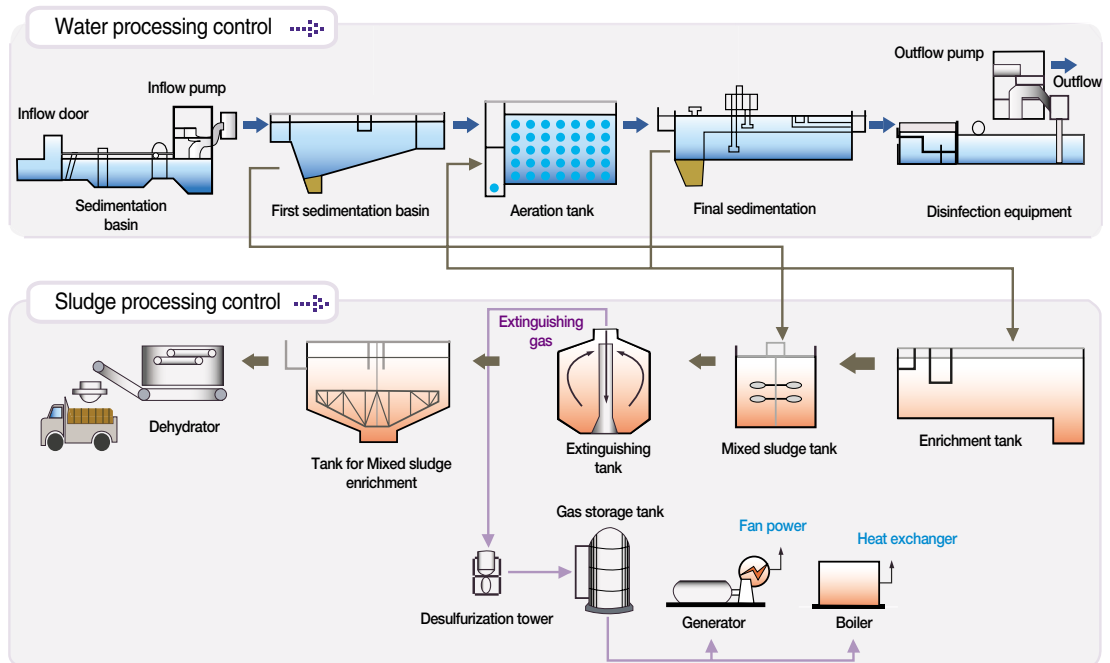 Water processing control
Inflow door
Inflow pump
Outflow pump
Outflow
Sedimentation
basin
First sedimentation basin
Aeration tank
Final sedimentation
Disinfection equipment
Sludge processing control
Extinguishing
gas
Dehydrator
Tank for Mixed sludge
enrichment
Extinguishing
tank
Mixed sludge tank
Enrichment tank
Gas storage tank
Fan power
Heat exchanger
Desulfurization tower
Generator
Boiler